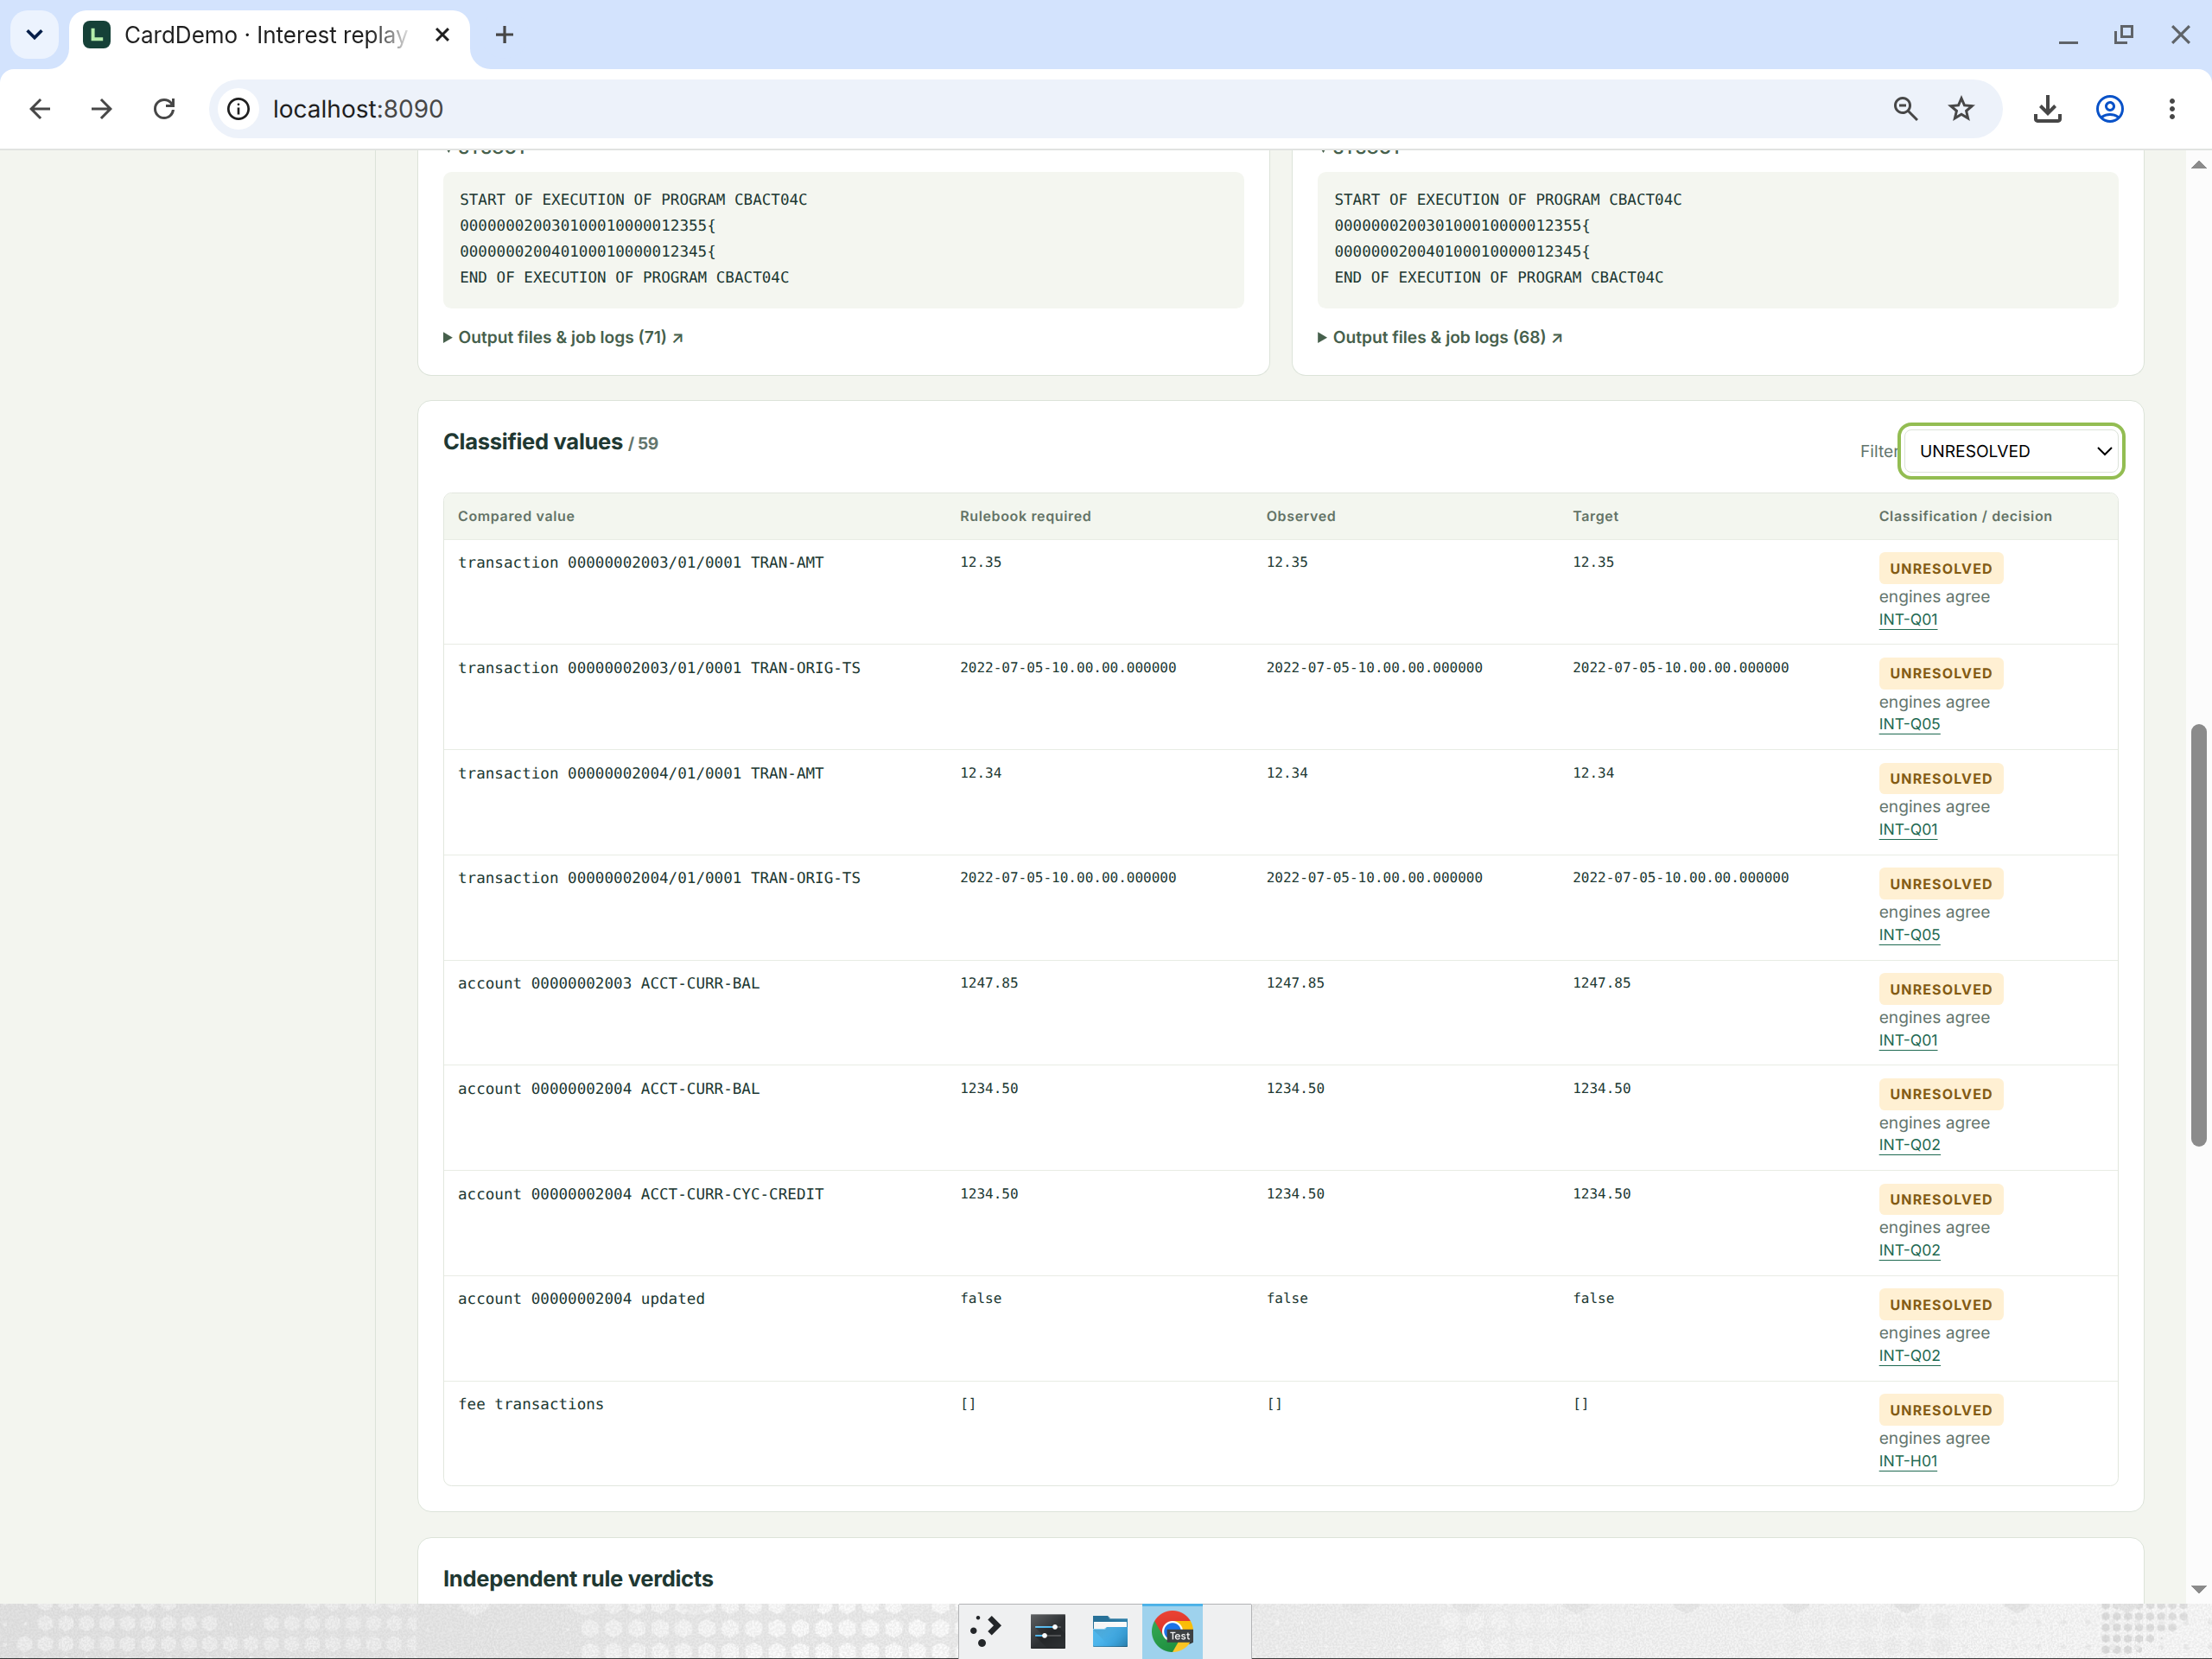 CardDemo · Interest replay
localhost:8090
START OF EXECUTION OF PROGRAM CBACT04C
000000020030100010000012355{
000000020040100010000012345{
END OF EXECUTION OF PROGRAM CBACT04C
Output files & job logs (71) ↗
START OF EXECUTION OF PROGRAM CBACT04C
000000020030100010000012355{
000000020040100010000012345{
END OF EXECUTION OF PROGRAM CBACT04C
Output files & job logs (68) ↗
Classified values / 59
Filter UNRESOLVED
Compared value Rulebook required Observed Target Classification / decision
transaction 00000002003/01/0001 TRAN-AMT 12.35 12.35 12.35 UNRESOLVED
engines agree
INT-Q01
transaction 00000002003/01/0001 TRAN-ORIG-TS 2022-07-05-10.00.00.000000 2022-07-05-10.00.00.000000 2022-07-05-10.00.00.000000 UNRESOLVED
engines agree
INT-Q05
transaction 00000002004/01/0001 TRAN-AMT 12.34 12.34 12.34 UNRESOLVED
engines agree
INT-Q01
transaction 00000002004/01/0001 TRAN-ORIG-TS 2022-07-05-10.00.00.000000 2022-07-05-10.00.00.000000 2022-07-05-10.00.00.000000 UNRESOLVED
engines agree
INT-Q05
account 00000002003 ACCT-CURR-BAL 1247.85 1247.85 1247.85 UNRESOLVED
engines agree
INT-Q01
account 00000002004 ACCT-CURR-BAL 1234.50 1234.50 1234.50 UNRESOLVED
engines agree
INT-Q02
account 00000002004 ACCT-CURR-CYC-CREDIT 1234.50 1234.50 1234.50 UNRESOLVED
engines agree
INT-Q02
account 00000002004 updated false false false UNRESOLVED
engines agree
INT-Q02
fee transactions [] [] [] UNRESOLVED
engines agree
INT-H01
Independent rule verdicts
Test